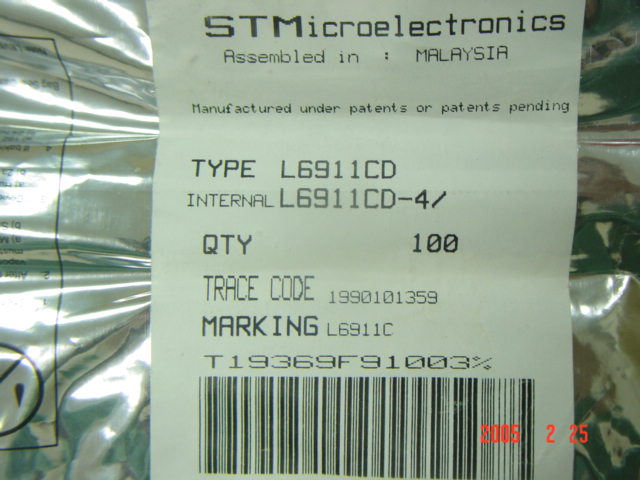 STMicroelectronics
Assembled in : MALAYSIA
Manufactured under patents or patents pending
TYPE L6911CD
INTERNAL L6911CD-4/
QTY 100
TRACE CODE 1990101359
MARKING L6911C
T19369F91003%
2005 2 25